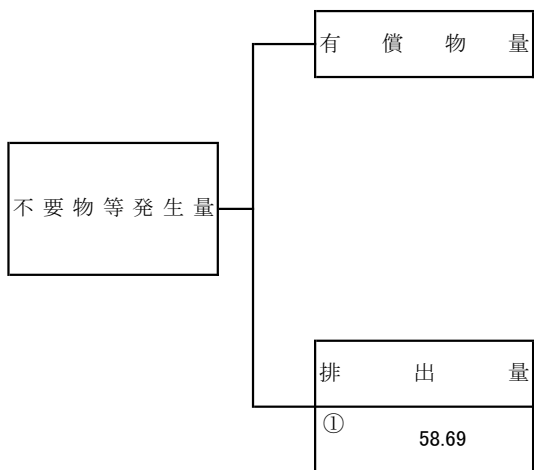 有償物量
不要物等発生量
排出量
①
58.69